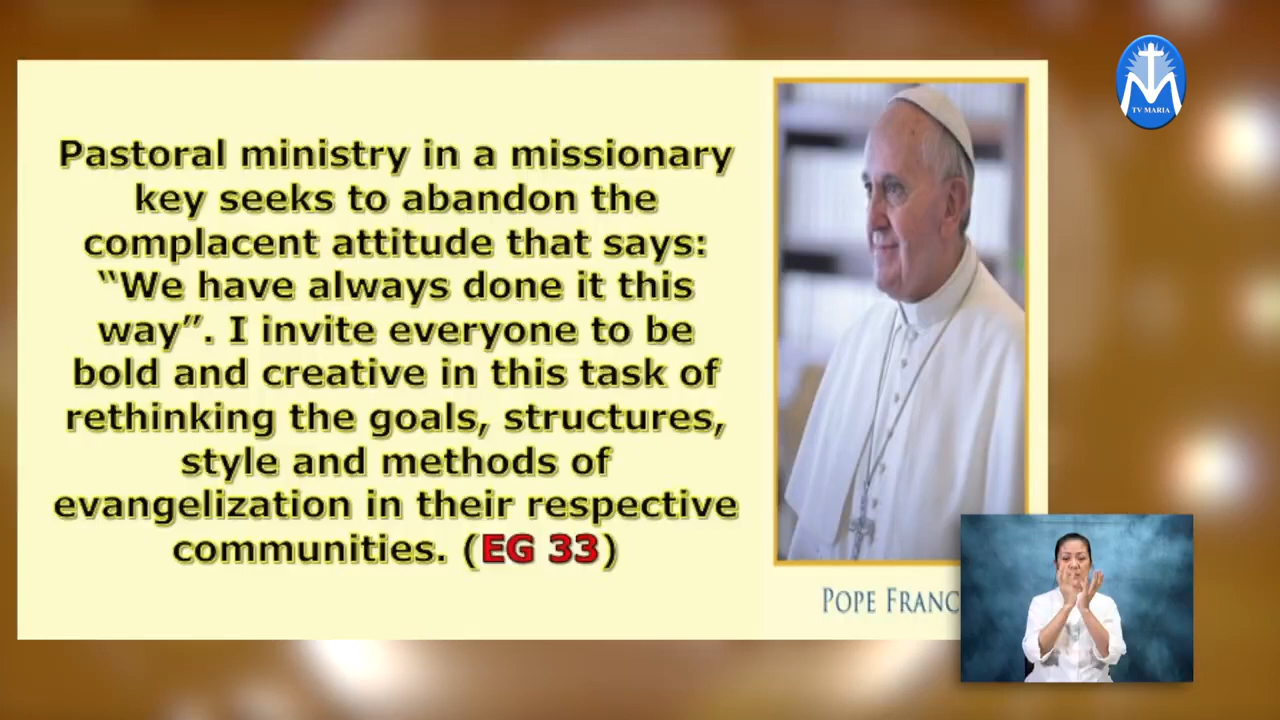 Pastoral ministry in a missionary
key seeks to abandon the
complacent attitude that says:
“We have always done it this
way”. I invite everyone to be
bold and creative in this task of
rethinking the goals, structures,
style and methods of
evangelization in their respective
communities. (EG 33)
POPE FRANC
TV MARIA